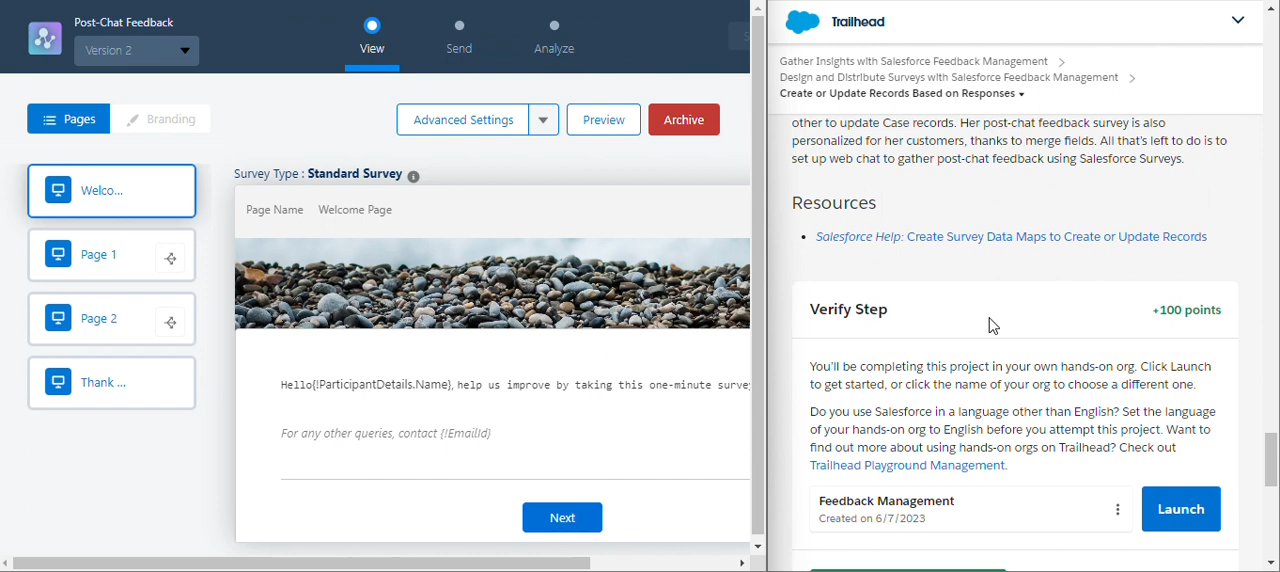 Post-Chat Feedback
Version 2
View
Send
Analyze
Pages
Branding
Advanced Settings
Preview
Archive
Welco...
Page 1
Page 2
Thank ...
Survey Type : Standard Survey
Page Name Welcome Page
Hello{!ParticipantDetails.Name}, help us improve by taking this one-minute surve
For any other queries, contact {!EmailId}
Next
Trailhead
Gather Insights with Salesforce Feedback Management
Design and Distribute Surveys with Salesforce Feedback Management
Create or Update Records Based on Responses
other to update Case records. Her post-chat feedback survey is also
personalized for her customers, thanks to merge fields. All that's left to do is to
set up web chat to gather post-chat feedback using Salesforce Surveys.
Resources
• Salesforce Help: Create Survey Data Maps to Create or Update Records
Verify Step
+100 points
You'll be completing this project in your own hands-on org. Click Launch
to get started, or click the name of your org to choose a different one.
Do you use Salesforce in a language other than English? Set the language
of your hands-on org to English before you attempt this project. Want to
find out more about using hands-on orgs on Trailhead? Check out
Trailhead Playground Management.
Feedback Management
Created on 6/7/2023
Launch